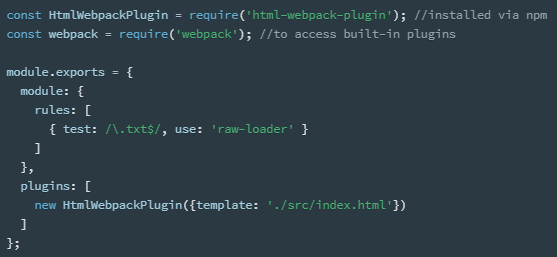 const HtmlWebpackPlugin = require('html-webpack-plugin'); //installed via npm
const webpack = require('webpack'); //to access built-in plugins

module.exports = {
  module: {
    rules: [
      { test: /\.txt$/, use: 'raw-loader' }
    ]
  },
  plugins: [
    new HtmlWebpackPlugin({template: './src/index.html'})
  ]
};